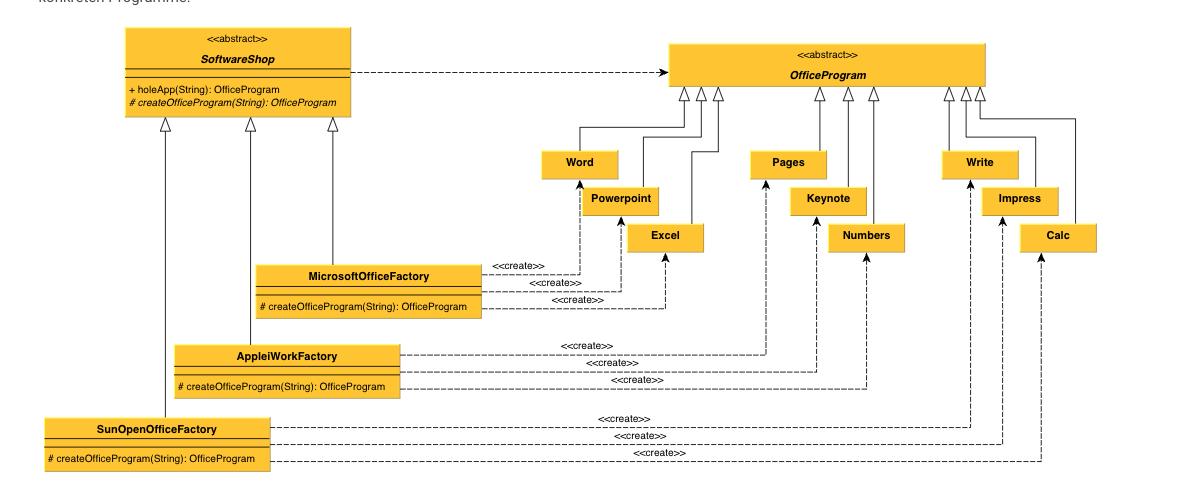 konkreten Programme.
<<abstract>>
SoftwareShop
+ holeApp(String): OfficeProgram
# createOfficeProgram(String): OfficeProgram
<<abstract>>
OfficeProgram
Word
Powerpoint
Excel
Pages
Keynote
Numbers
Write
Impress
Calc
MicrosoftOfficeFactory
# createOfficeProgram(String): OfficeProgram
<<create>>
<<create>>
<<create>>
AppleiWorkFactory
# createOfficeProgram(String): OfficeProgram
<<create>>
<<create>>
<<create>>
SunOpenOfficeFactory
# createOfficeProgram(String): OfficeProgram
<<create>>
<<create>>
<<create>>